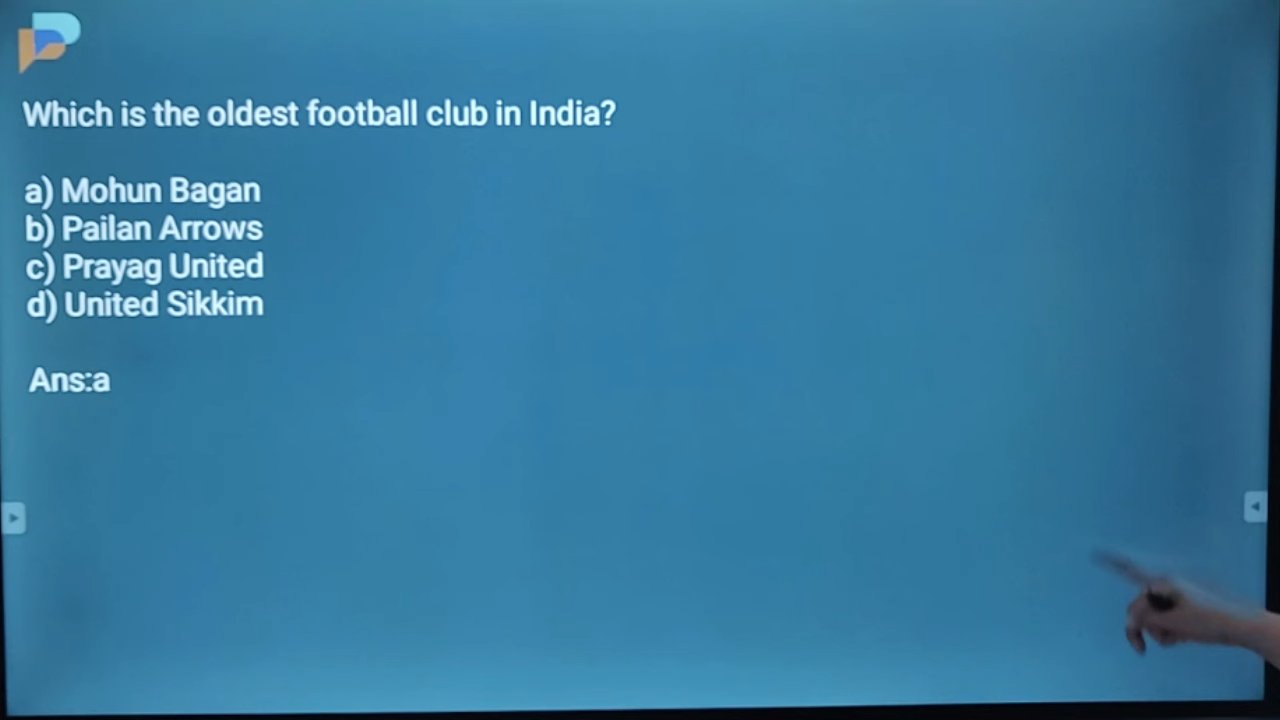 Which is the oldest football club in India?
a) Mohun Bagan
b) Pailan Arrows
c) Prayag United
d) United Sikkim
Ans:a